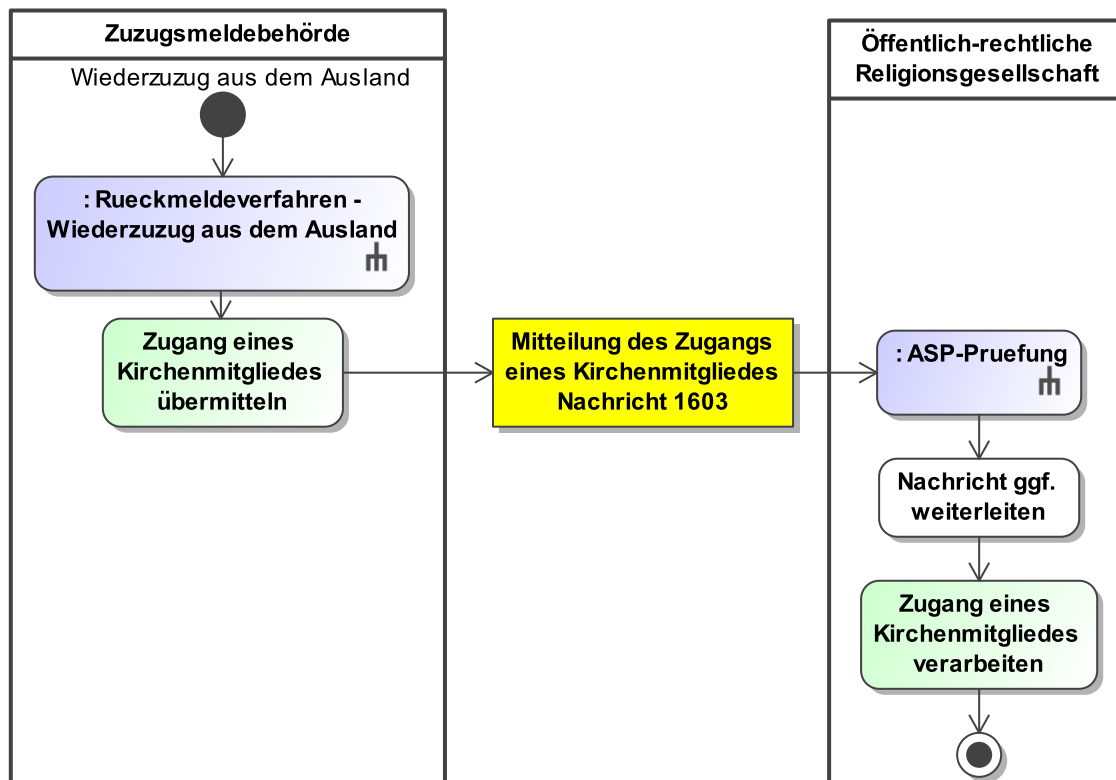 Zuzugsmeldebehörde
Wiederzuzug aus dem Ausland
: Rueckmeldeverfahren -
Wiederzuzug aus dem Ausland
Zugang eines
Kirchenmitgliedes
übermitteln
Mitteilung des Zugangs
eines Kirchenmitgliedes
Nachricht 1603
Öffentlich-rechtliche
Religionsgesellschaft
: ASP-Pruefung
Nachricht ggf.
weiterleiten
Zugang eines
Kirchenmitgliedes
verarbeiten